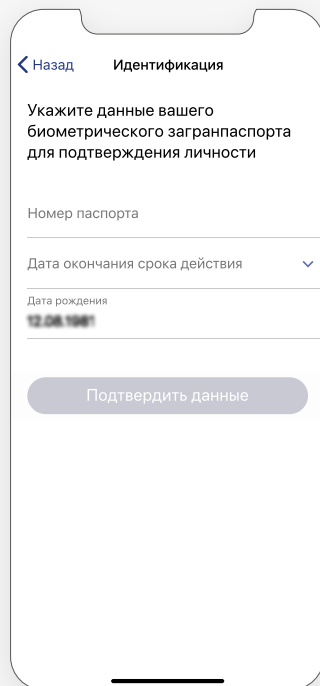 Назад
Идентификация
Укажите данные вашего
биометрического загранпаспорта
для подтверждения личности
Номер паспорта
Дата окончания срока действия
Дата рождения
Подтвердить данные